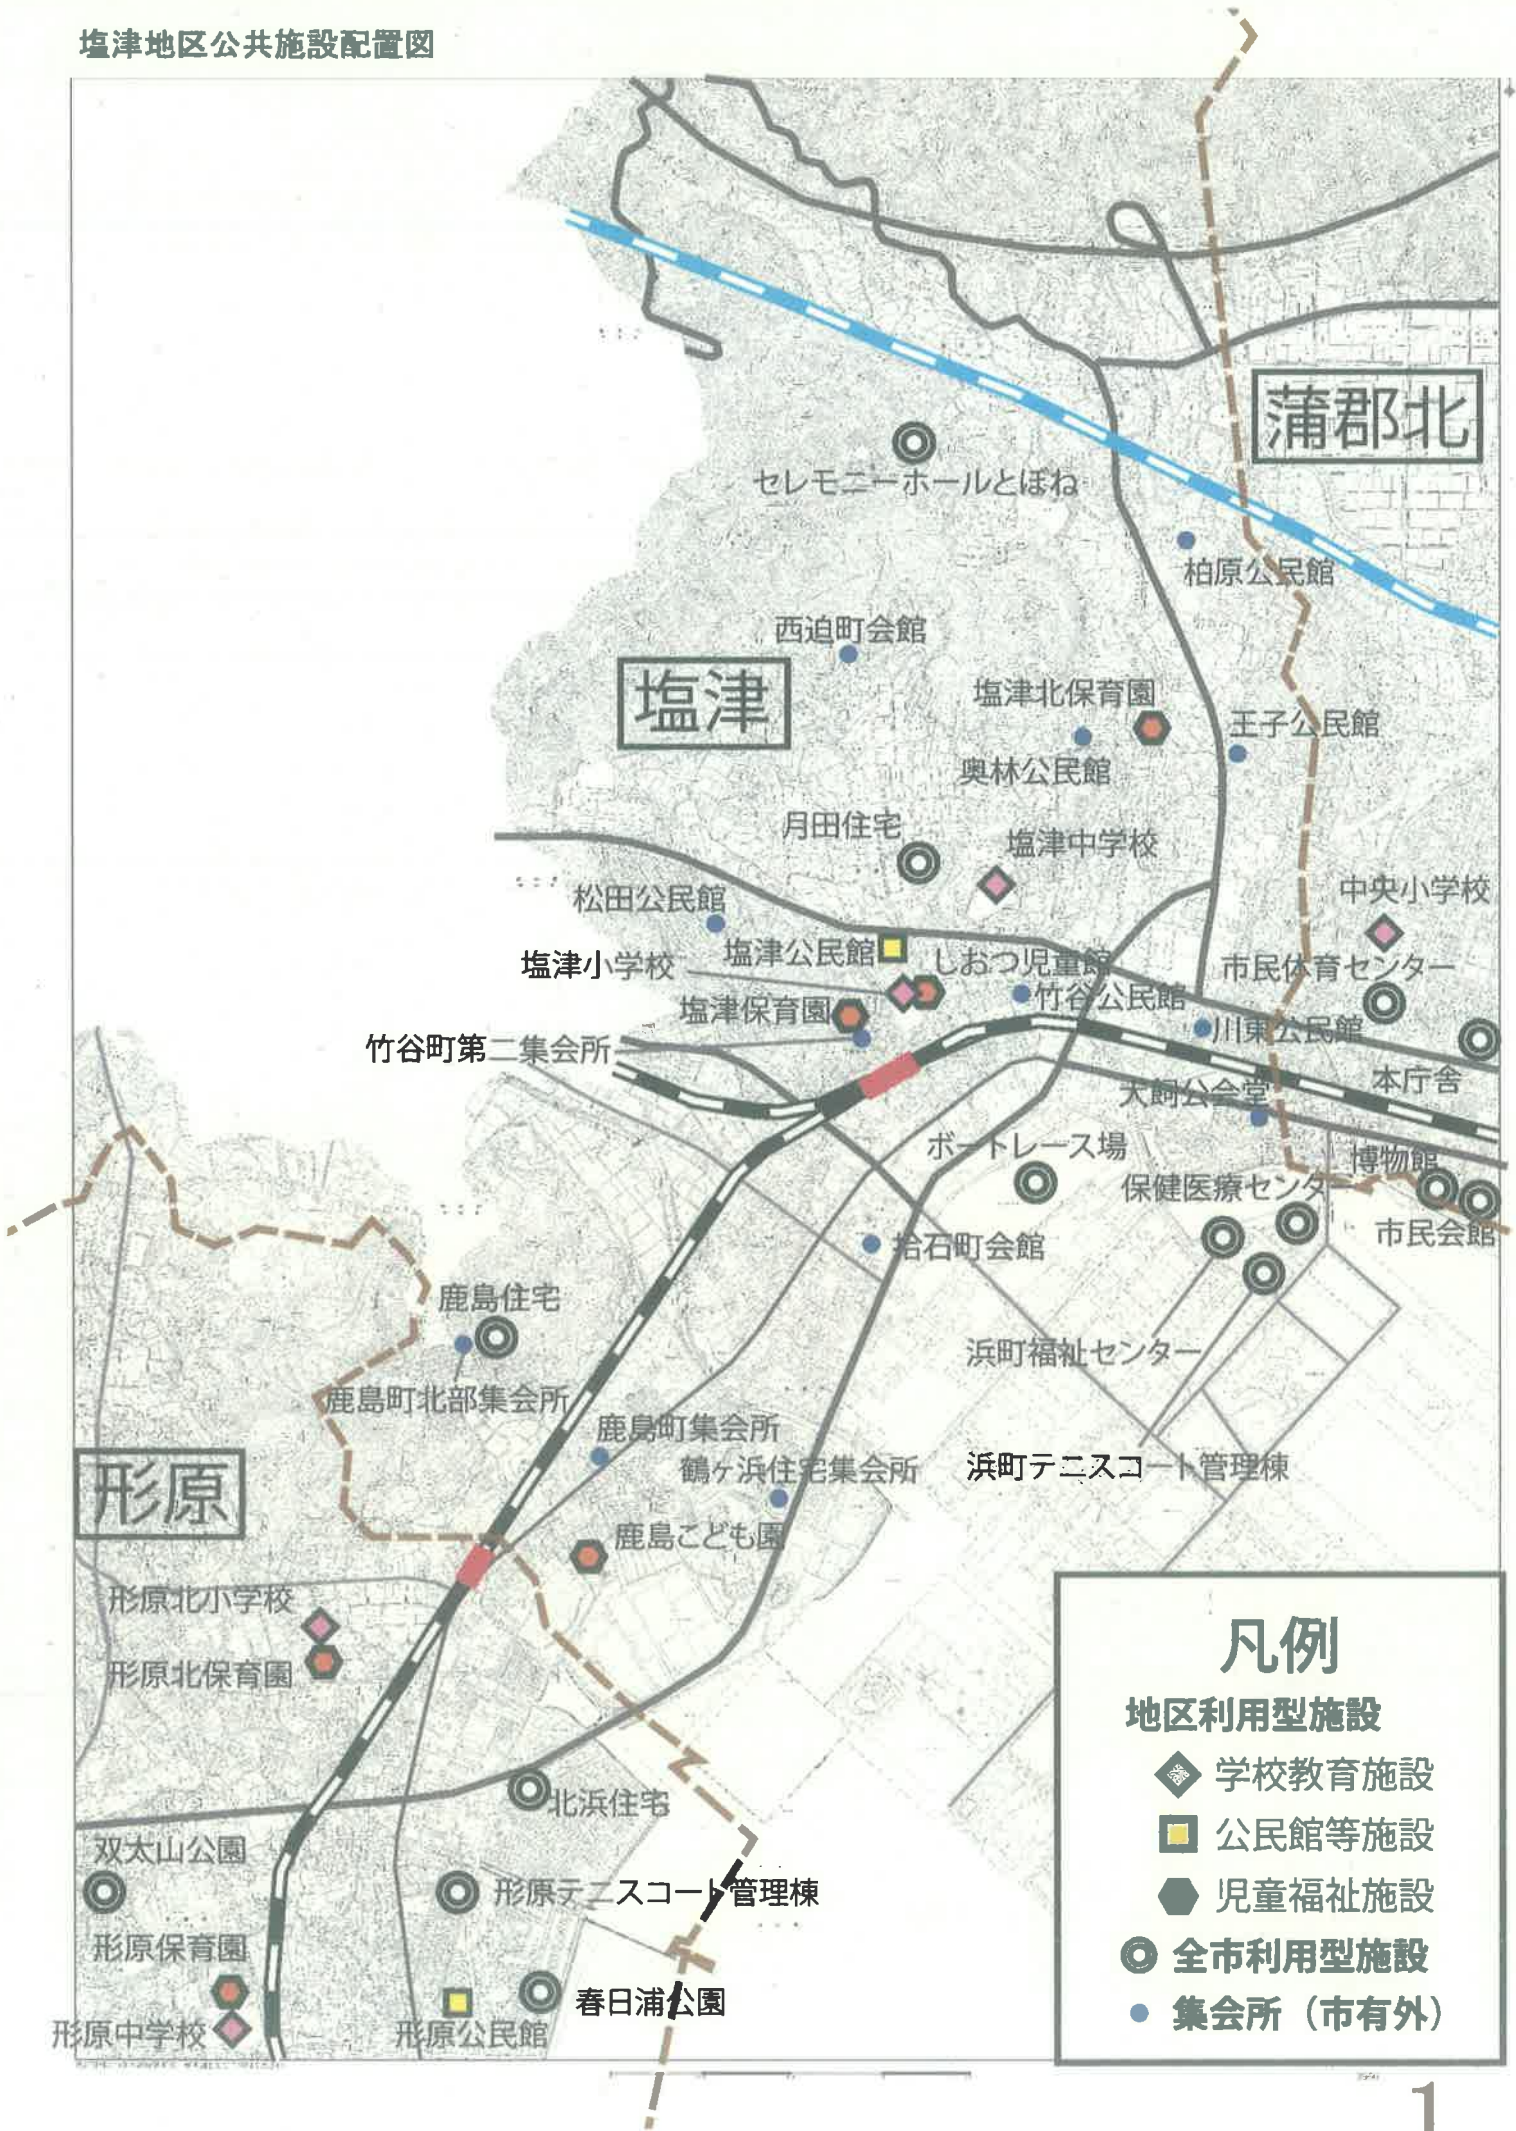 塩津地区公共施設配置図
蒲郡北
セレモニーホールとぼね
柏原公民館
西迫町会館
塩津
塩津北保育園
王子公民館
奥林公民館
月田住宅
塩津中学校
中央小学校
松田公民館
塩津公民館
しおつ児童館
塩津小学校
市民体育センター
竹谷公民館
塩津保育園
川東公民館
竹谷町第二集会所
本庁舎
犬飼公会堂
ボートレース場
博物館
保健医療センター
市民会館
拾石町会館
鹿島住宅
浜町福祉センター
鹿島町北部集会所
鹿島町集会所
鶴ヶ浜住宅集会所
浜町テニスコート管理棟
形原
鹿島こども園
形原北小学校
形原北保育園
北浜住宅
双太山公園
形原テニスコート管理棟
形原保育園
春日浦公園
形原中学校
形原公民館
凡例
地区利用型施設
学校教育施設
公民館等施設
児童福祉施設
全市利用型施設
集会所（市有外）
1